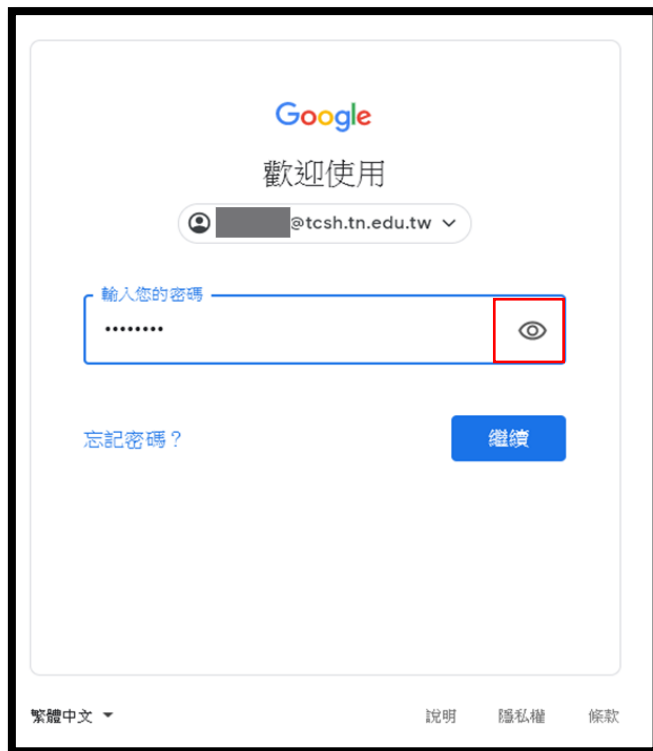 Google
歡迎使用
@tcsh.tn.edu.tw
輸入您的密碼
••••••••
忘記密碼？
繼續
繁體中文
說明 隱私權 條款